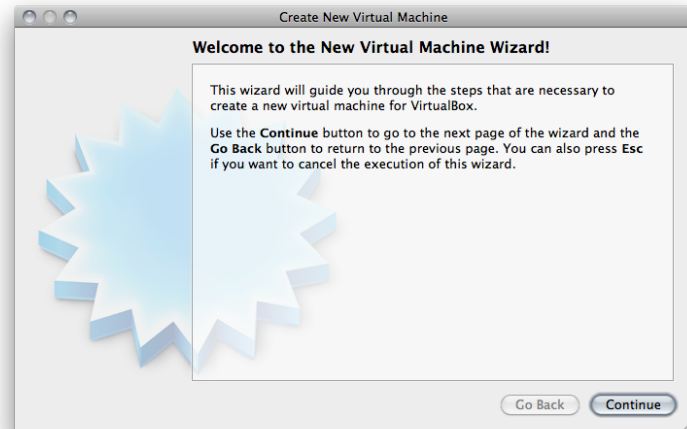 Create New Virtual Machine
Welcome to the New Virtual Machine Wizard!
This wizard will guide you through the steps that are necessary to
create a new virtual machine for VirtualBox.
Use the Continue button to go to the next page of the wizard and the
Go Back button to return to the previous page. You can also press Esc
if you want to cancel the execution of this wizard.
Go Back
Continue